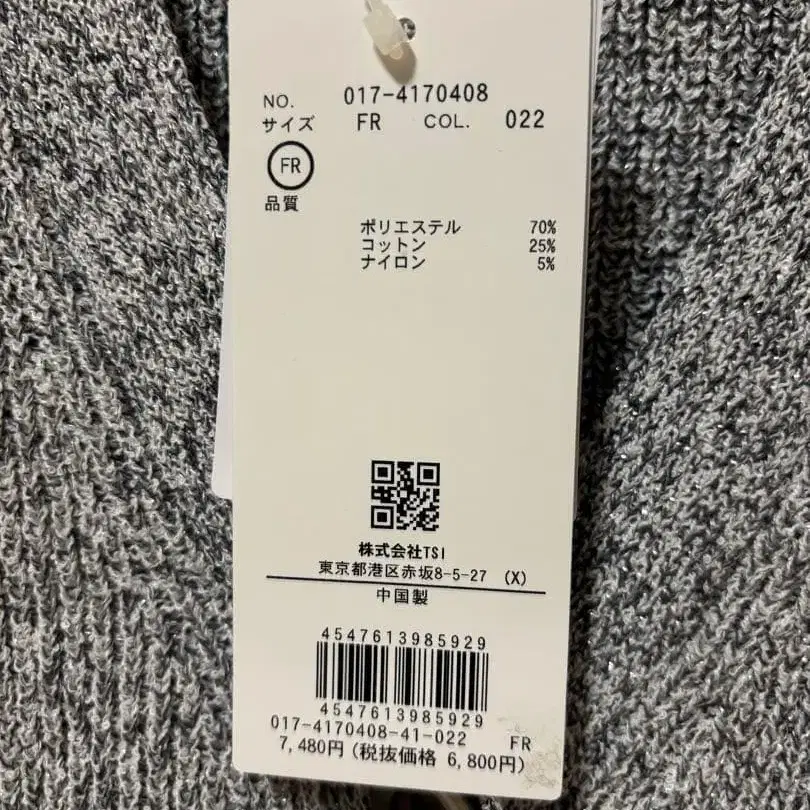 NO. 017-4170408
サイズ FR COL. 022
FR
品質
ポリエステル 70%
コットン 25%
ナイロン 5%
株式会社TSI
東京都港区赤坂8-5-27 (X)
中国製
4547613985929
4547613985929
017-4170408-41-022 FR
7,480円(税抜価格 6,800円)